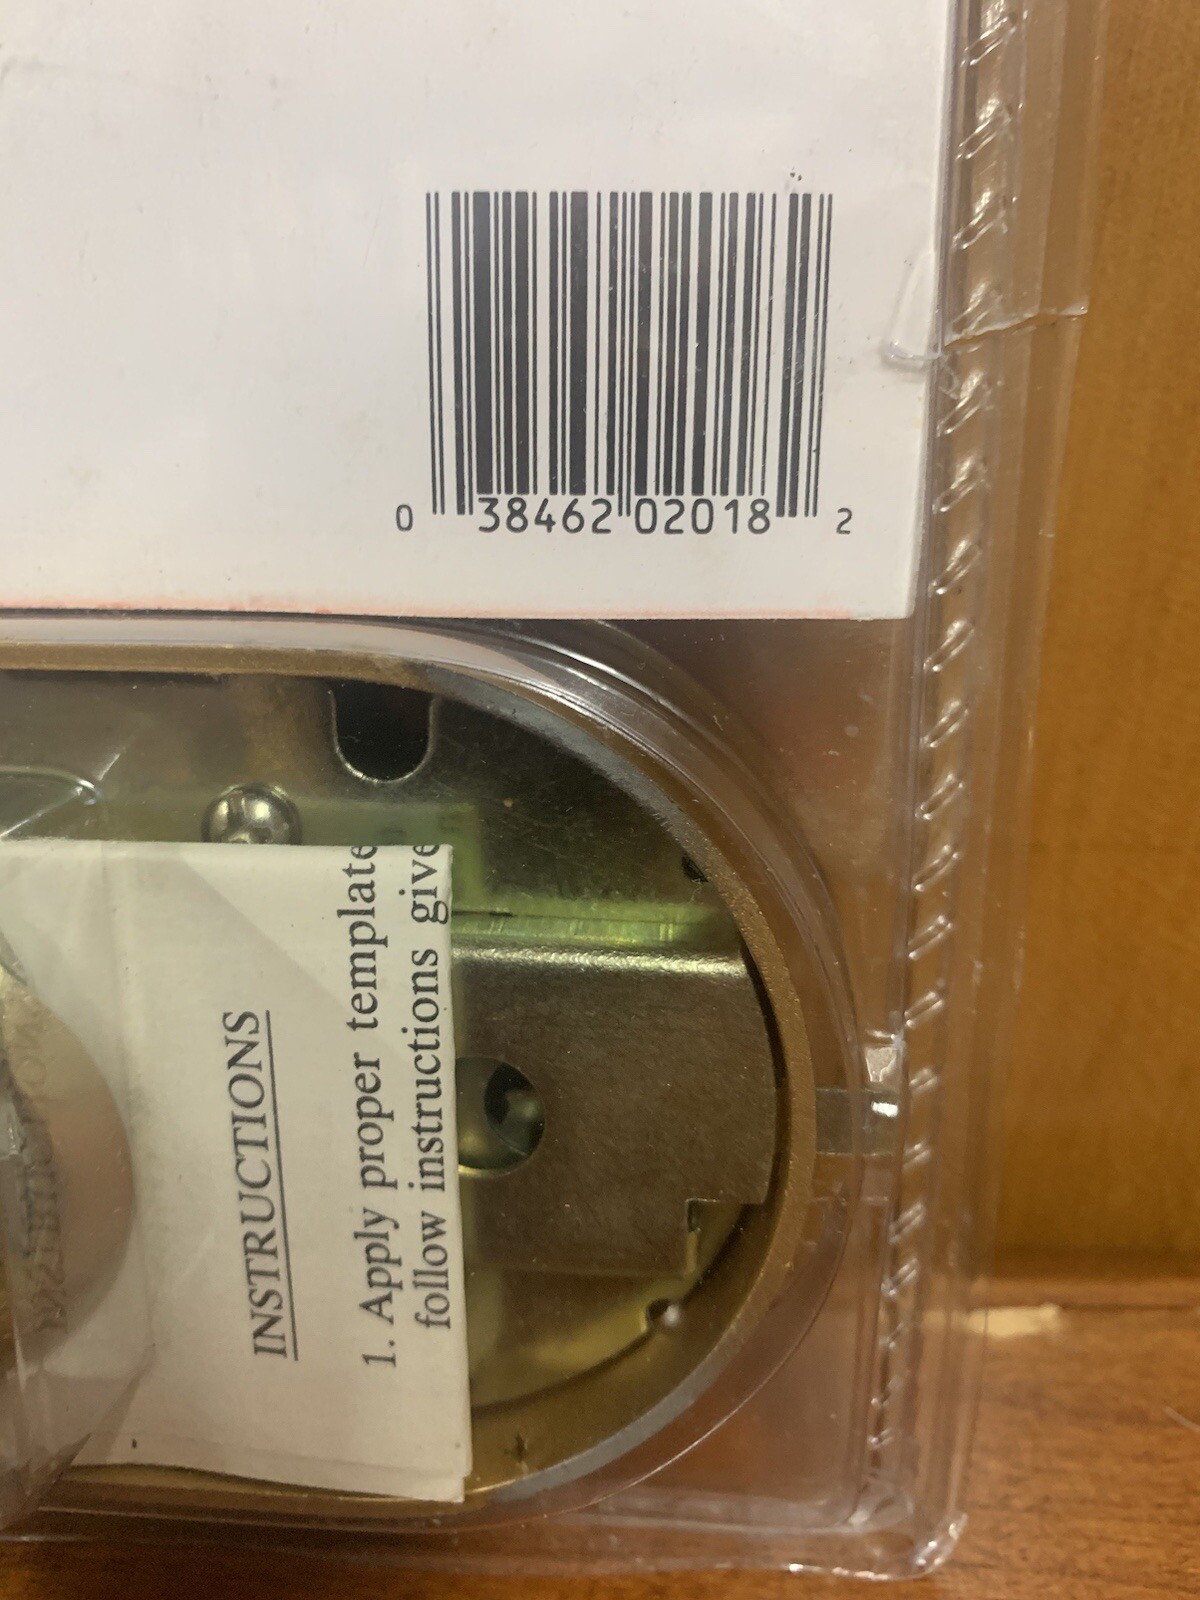 0 38462 02018 2
INSTRUCTIONS
1. Apply proper template
follow instructions give